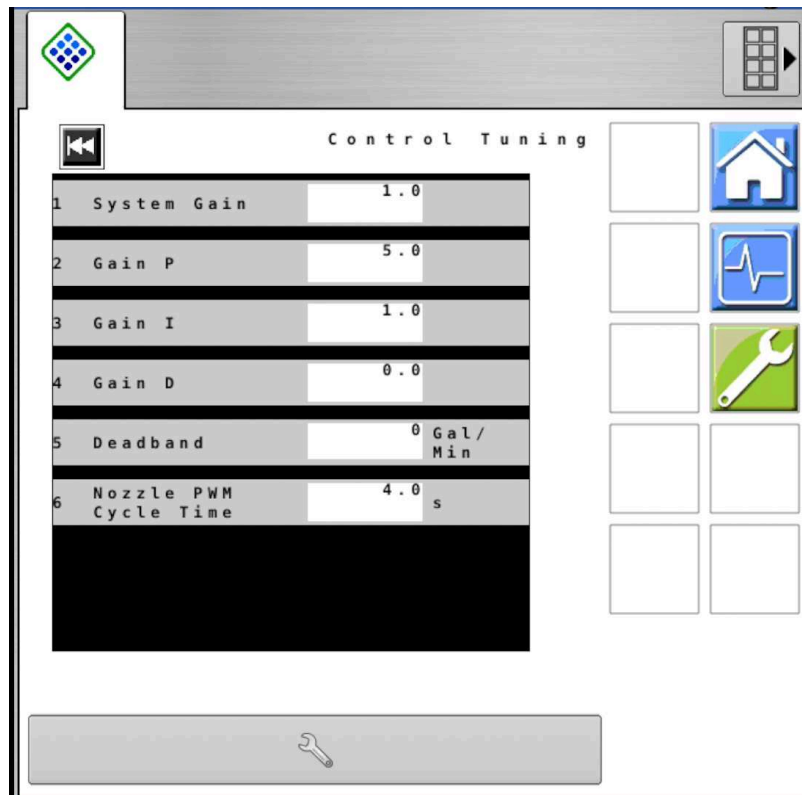 Control Tuning
1 System Gain 1.0
2 Gain P 5.0
3 Gain I 1.0
4 Gain D 0.0
5 Deadband 0 Gal/
Min
6 Nozzle PWM
Cycle Time 4.0 s